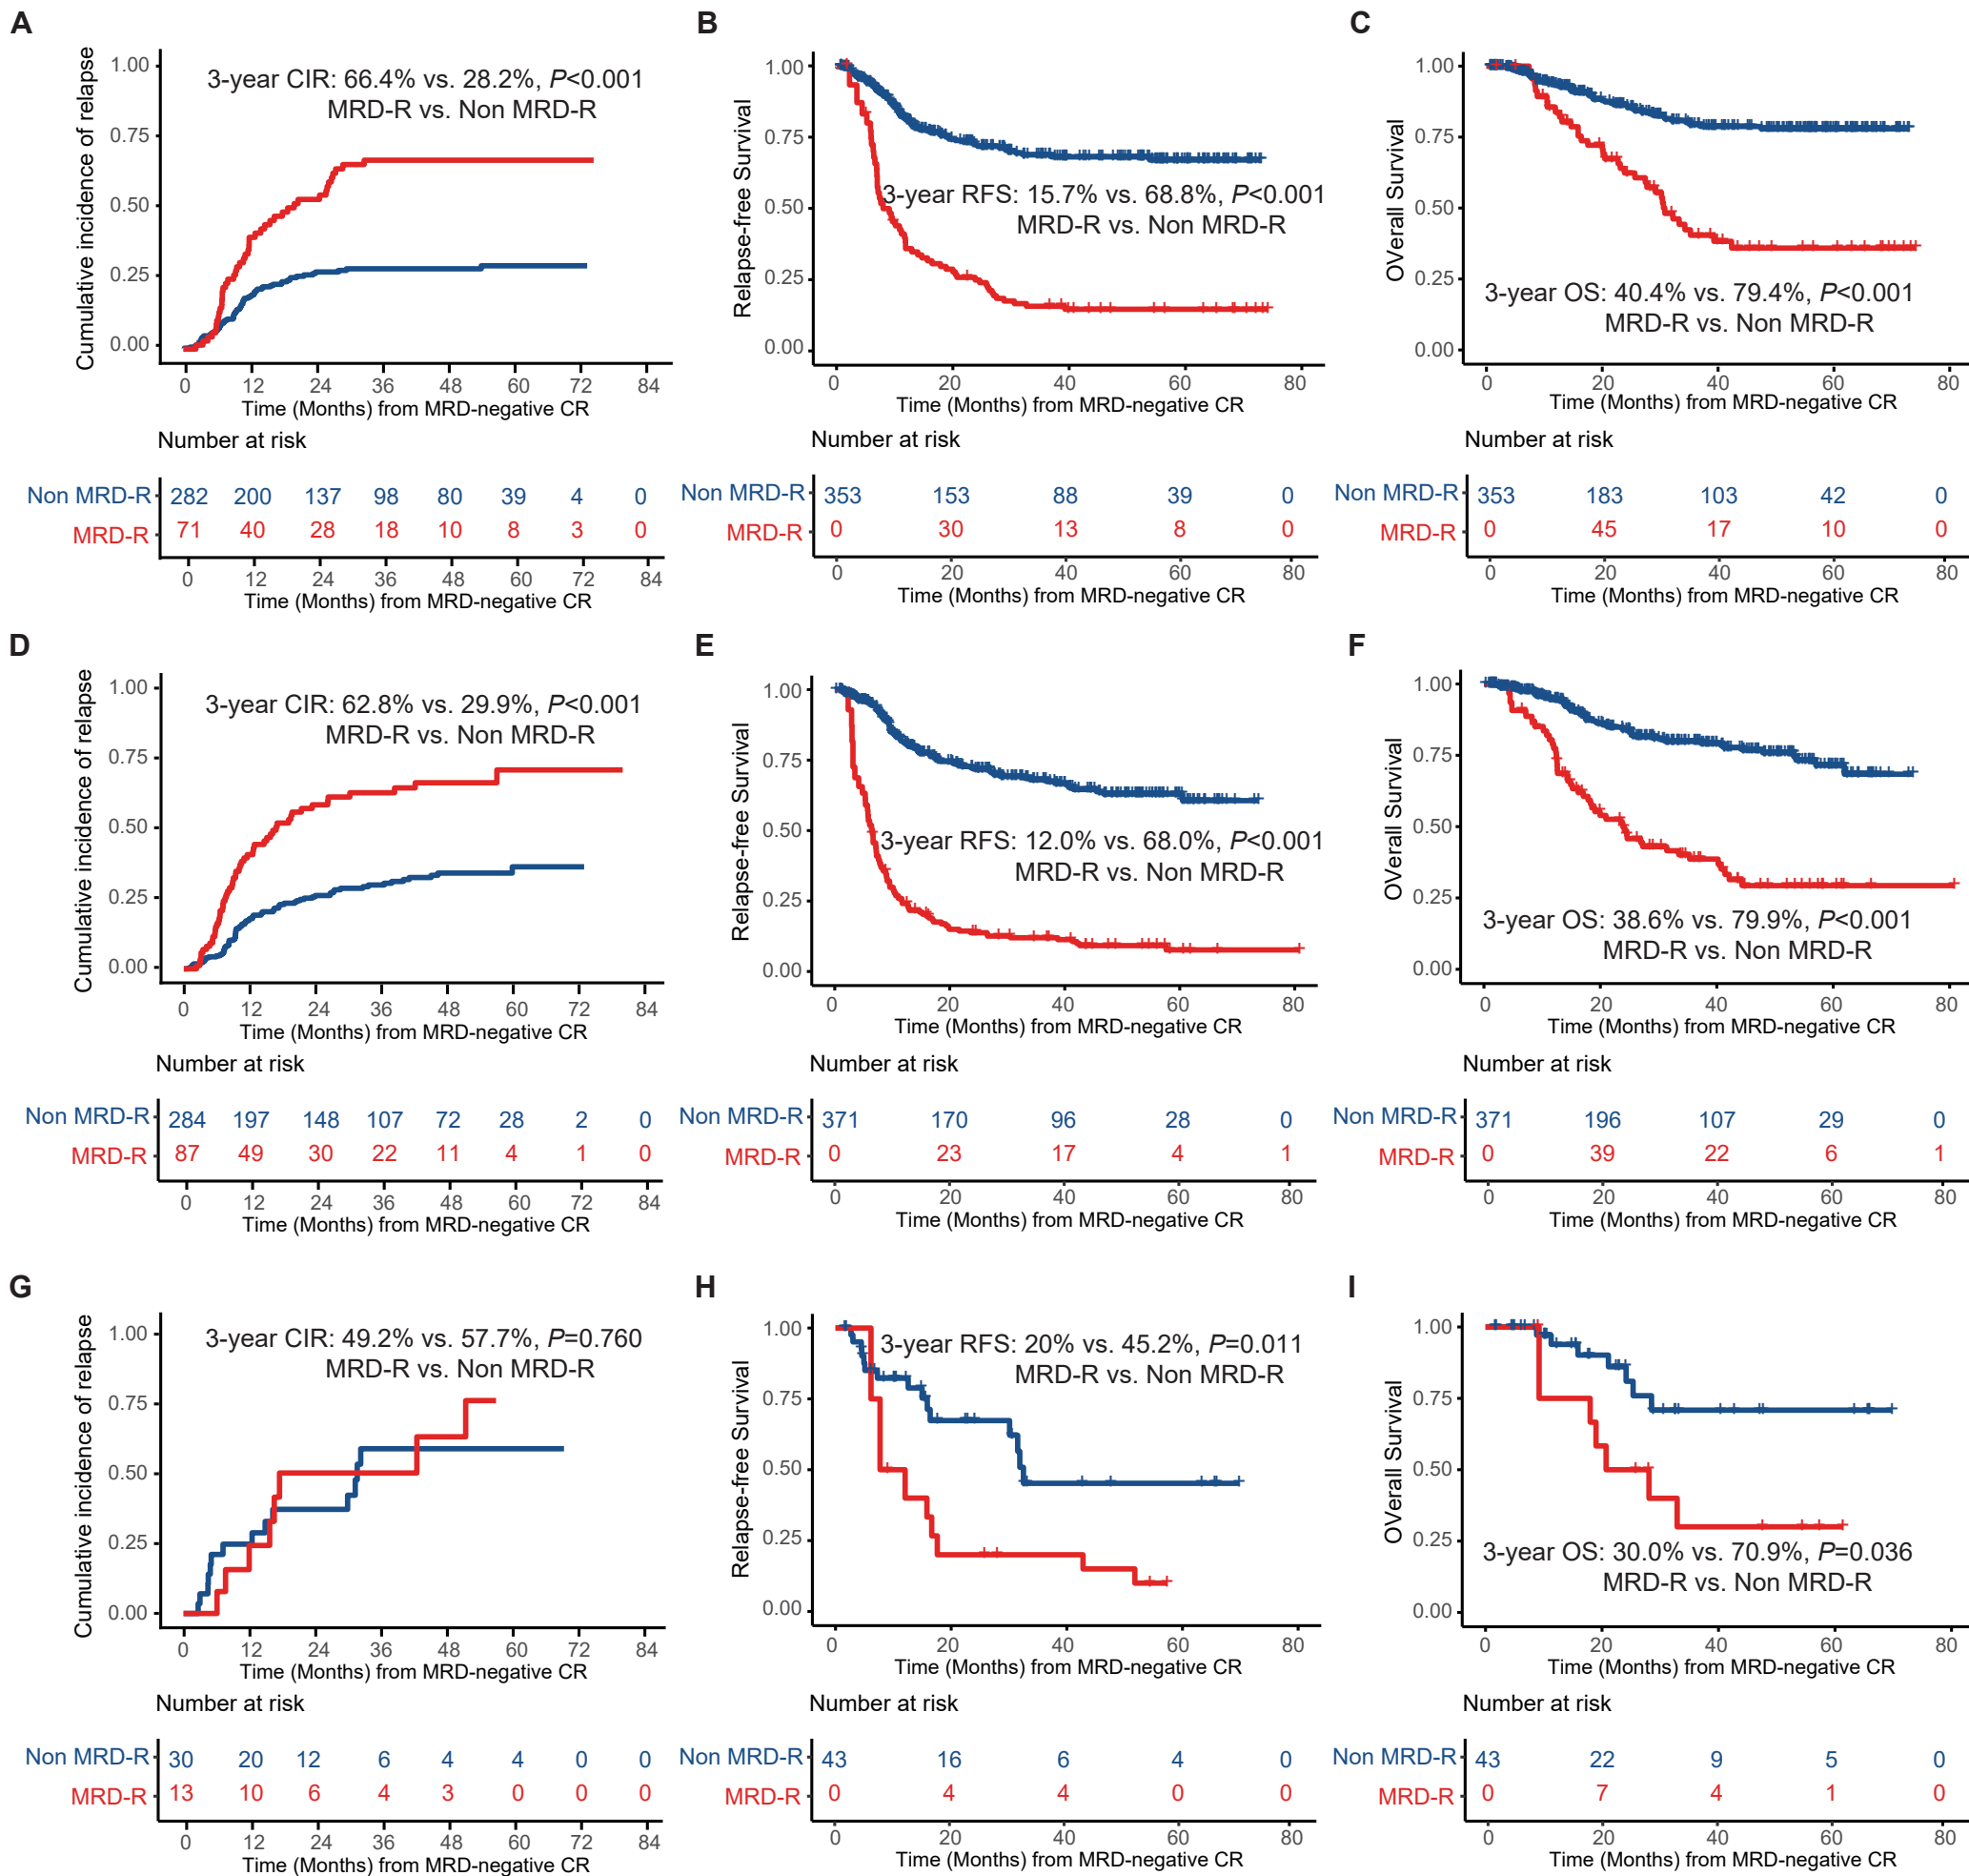 A
Cumulative incidence of relapse
1.00
0.75
0.50
0.25
0.00
3-year CIR: 66.4% vs. 28.2%, P<0.001
MRD-R vs. Non MRD-R
0 12 24 36 48 60 72 84
Time (Months) from MRD-negative CR
Number at risk
Non MRD-R 282 200 137 98 80 39 4 0
MRD-R 71 40 28 18 10 8 3 0
0 12 24 36 48 60 72 84
Time (Months) from MRD-negative CR
B
Relapse-free Survival
1.00
0.75
0.50
0.25
0.00
3-year RFS: 15.7% vs. 68.8%, P<0.001
MRD-R vs. Non MRD-R
0 20 40 60 80
Time (Months) from MRD-negative CR
Number at risk
Non MRD-R 353 153 88 39 0
MRD-R 0 30 13 8 0
0 20 40 60 80
Time (Months) from MRD-negative CR
C
OVerall Survival
1.00
0.75
0.50
0.25
0.00
3-year OS: 40.4% vs. 79.4%, P<0.001
MRD-R vs. Non MRD-R
0 20 40 60 80
Time (Months) from MRD-negative CR
Number at risk
Non MRD-R 353 183 103 42 0
MRD-R 0 45 17 10 0
0 20 40 60 80
Time (Months) from MRD-negative CR
D
Cumulative incidence of relapse
1.00
0.75
0.50
0.25
0.00
3-year CIR: 62.8% vs. 29.9%, P<0.001
MRD-R vs. Non MRD-R
0 12 24 36 48 60 72 84
Time (Months) from MRD-negative CR
Number at risk
Non MRD-R 284 197 148 107 72 28 2 0
MRD-R 87 49 30 22 11 4 1 0
0 12 24 36 48 60 72 84
Time (Months) from MRD-negative CR
E
Relapse-free Survival
1.00
0.75
0.50
0.25
0.00
3-year RFS: 12.0% vs. 68.0%, P<0.001
MRD-R vs. Non MRD-R
0 20 40 60 80
Time (Months) from MRD-negative CR
Number at risk
Non MRD-R 371 170 96 28 0
MRD-R 0 23 17 4 1
0 20 40 60 80
Time (Months) from MRD-negative CR
F
OVerall Survival
1.00
0.75
0.50
0.25
0.00
3-year OS: 38.6% vs. 79.9%, P<0.001
MRD-R vs. Non MRD-R
0 20 40 60 80
Time (Months) from MRD-negative CR
Number at risk
Non MRD-R 371 196 107 29 0
MRD-R 0 39 22 6 1
0 20 40 60 80
Time (Months) from MRD-negative CR
G
Cumulative incidence of relapse
1.00
0.75
0.50
0.25
0.00
3-year CIR: 49.2% vs. 57.7%, P=0.760
MRD-R vs. Non MRD-R
0 12 24 36 48 60 72 84
Time (Months) from MRD-negative CR
Number at risk
Non MRD-R 30 20 12 6 4 4 0 0
MRD-R 13 10 6 4 3 0 0 0
0 12 24 36 48 60 72 84
Time (Months) from MRD-negative CR
H
Relapse-free Survival
1.00
0.75
0.50
0.25
0.00
3-year RFS: 20% vs. 45.2%, P=0.011
MRD-R vs. Non MRD-R
0 20 40 60 80
Time (Months) from MRD-negative CR
Number at risk
Non MRD-R 43 16 6 4 0
MRD-R 0 4 4 0 0
0 20 40 60 80
Time (Months) from MRD-negative CR
I
OVerall Survival
1.00
0.75
0.50
0.25
0.00
3-year OS: 30.0% vs. 70.9%, P=0.036
MRD-R vs. Non MRD-R
0 20 40 60 80
Time (Months) from MRD-negative CR
Number at risk
Non MRD-R 43 22 9 5 0
MRD-R 0 7 4 1 0
0 20 40 60 80
Time (Months) from MRD-negative CR